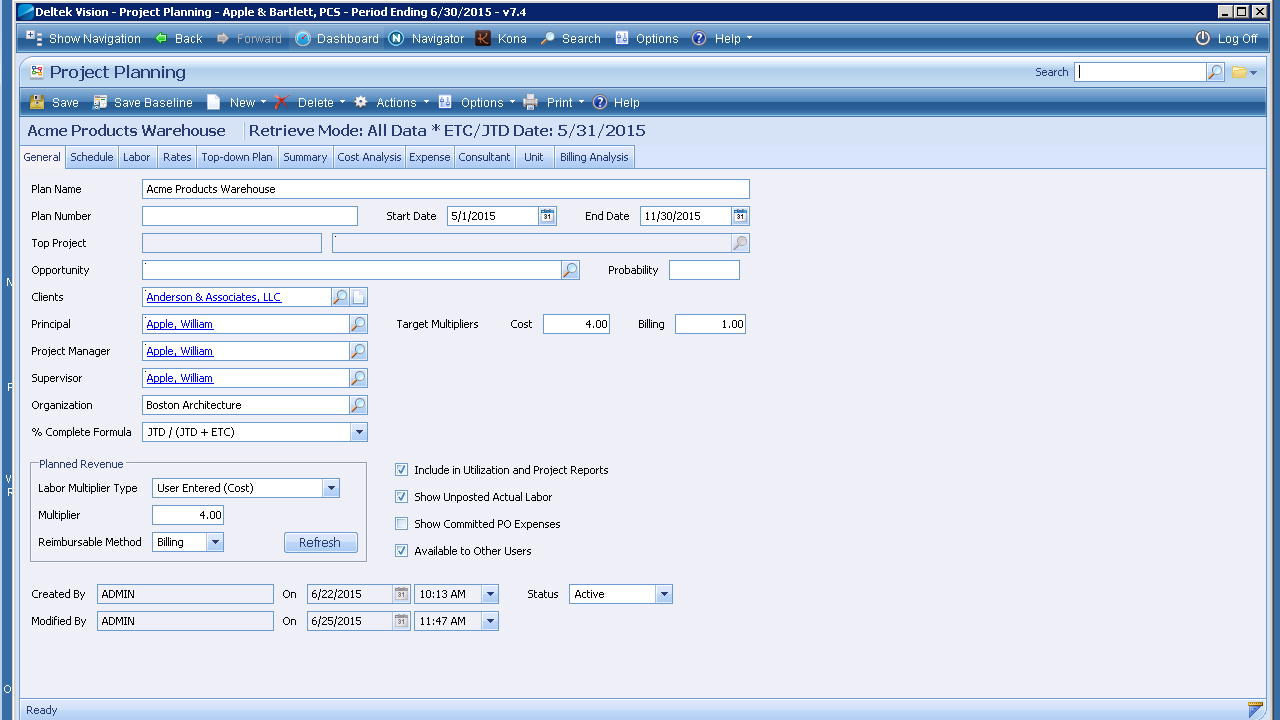 Deltek Vision - Project Planning - Apple & Bartlett, PCS - Period Ending 6/30/2015 - v7.4
Show Navigation Back Forward Dashboard Navigator Kona Search Options Help Log Off
Project Planning Search
Save Save Baseline New Delete Actions Options Print Help
Acme Products Warehouse Retrieve Mode: All Data * ETC/JTD Date: 5/31/2015
General Schedule Labor Rates Top-down Plan Summary Cost Analysis Expense Consultant Unit Billing Analysis
Plan Name Acme Products Warehouse
Plan Number Start Date 5/1/2015 31 End Date 11/30/2015 31
Top Project
Opportunity Probability
Clients Anderson & Associates, LLC
Principal Apple, William Target Multipliers Cost 4.00 Billing 1.00
Project Manager Apple, William
Supervisor Apple, William
Organization Boston Architecture
% Complete Formula JTD / (JTD + ETC)
Planned Revenue
Include in Utilization and Project Reports
Labor Multiplier Type User Entered (Cost)
Show Unposted Actual Labor
Multiplier 4.00
Show Committed PO Expenses
Reimbursable Method Billing Refresh
Available to Other Users
Created By ADMIN On 6/22/2015 31 10:13 AM Status Active
Modified By ADMIN On 6/25/2015 31 11:47 AM
Ready